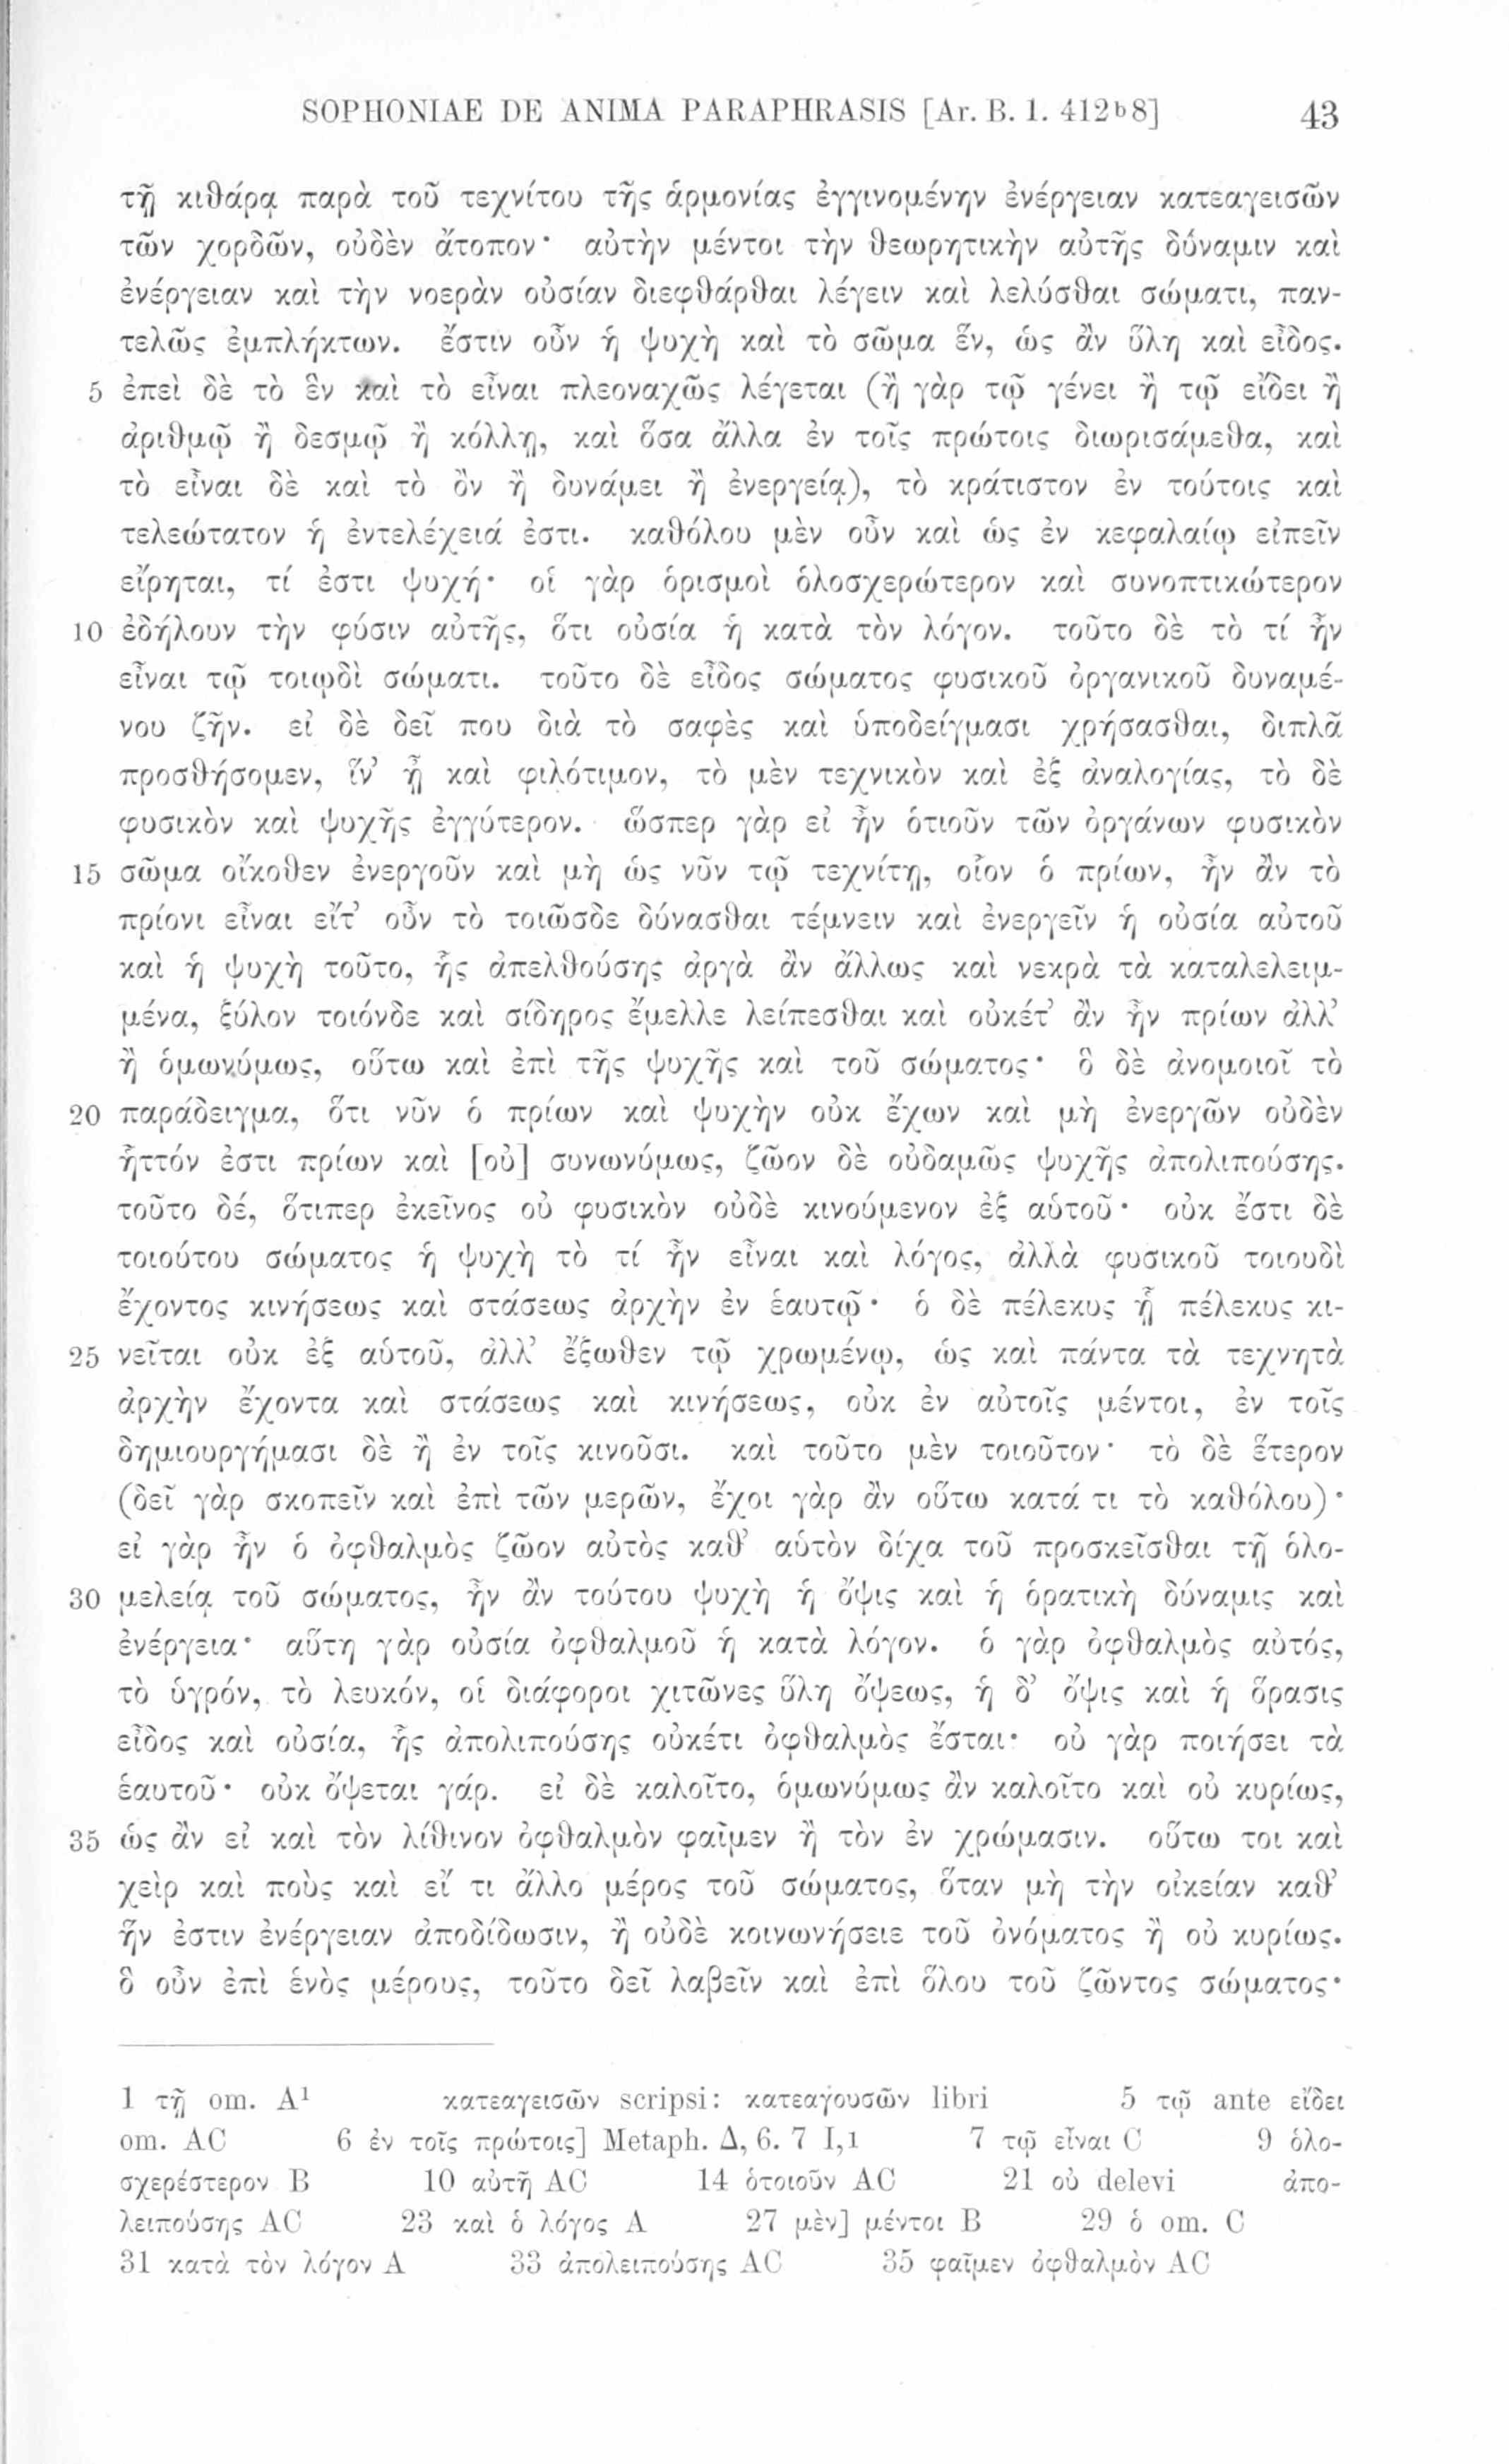 SOPHONIAE DE ANIMA PARAPHRASIS [Ar. B. 1. 412ᵇ8] 43
τῇ κιθάρᾳ παρὰ τοῦ τεχνίτου τῆς ἁρμονίας ἐγγινομένην ἐνέργειαν κατεαγεισῶν
τῶν χορδῶν, οὐδὲν ἄτοπον· αὐτὴν μέντοι τὴν θεωρητικὴν αὐτῆς δύναμιν καὶ
ἐνέργειαν καὶ τὴν νοερὰν οὐσίαν διεφθάρθαι λέγειν καὶ λελύσθαι σώματι, παν-
τελῶς ἐμπλήκτων. ἔστιν οὖν ἡ ψυχὴ καὶ τὸ σῶμα ἕν, ὡς ἂν ὕλη καὶ εἶδος.
5 ἐπεὶ δὲ τὸ ἓν καὶ τὸ εἶναι πλεοναχῶς λέγεται (ἢ γὰρ τῷ γένει ἢ τῷ εἴδει ἢ
ἀριθμῷ ἢ δεσμῷ ἢ κόλλῃ, καὶ ὅσα ἄλλα ἐν τοῖς πρώτοις διωρισάμεθα, καὶ
τὸ εἶναι δὲ καὶ τὸ ὂν ἢ δυνάμει ἢ ἐνεργείᾳ), τὸ κράτιστον ἐν τούτοις καὶ
τελεώτατον ἡ ἐντελέχειά ἐστι. καθόλου μὲν οὖν καὶ ὡς ἐν κεφαλαίῳ εἰπεῖν
εἴρηται, τί ἐστι ψυχή· οἱ γὰρ ὁρισμοὶ ὁλοσχερώτερον καὶ συνοπτικώτερον
10 ἐδήλουν τὴν φύσιν αὐτῆς, ὅτι οὐσία ἡ κατὰ τὸν λόγον. τοῦτο δὲ τὸ τί ἦν
εἶναι τῷ τοιῳδὶ σώματι. τοῦτο δὲ εἶδος σώματος φυσικοῦ ὀργανικοῦ δυναμέ-
νου ζῆν. εἰ δὲ δεῖ που διὰ τὸ σαφὲς καὶ ὑποδείγμασι χρήσασθαι, διπλᾶ
προσθήσομεν, ἵν’ ᾖ καὶ φιλότιμον, τὸ μὲν τεχνικὸν καὶ ἐξ ἀναλογίας, τὸ δὲ
φυσικὸν καὶ ψυχῆς ἐγγύτερον. ὥσπερ γὰρ εἰ ἦν ὁτιοῦν τῶν ὀργάνων φυσικὸν
15 σῶμα οἴκοθεν ἐνεργοῦν καὶ μὴ ὡς νῦν τῷ τεχνίτῃ, οἷον ὁ πρίων, ἦν ἂν τὸ
πρίονι εἶναι εἴτ’ οὖν τὸ τοιῶσδε δύνασθαι τέμνειν καὶ ἐνεργεῖν ἡ οὐσία αὐτοῦ
καὶ ἡ ψυχὴ τοῦτο, ἧς ἀπελθούσης ἀργὰ ἂν ἄλλως καὶ νεκρὰ τὰ καταλελειμ-
μένα, ξύλον τοιόνδε καὶ σίδηρος ἔμελλε λείπεσθαι καὶ οὐκέτ’ ἂν ἦν πρίων ἀλλ’
ἢ ὁμωνύμως, οὕτω καὶ ἐπὶ τῆς ψυχῆς καὶ τοῦ σώματος· ὃ δὲ ἀνομοιοῖ τὸ
20 παράδειγμα, ὅτι νῦν ὁ πρίων καὶ ψυχὴν οὐκ ἔχων καὶ μὴ ἐνεργῶν οὐδὲν
ἧττόν ἐστι πρίων καὶ [οὐ] συνωνύμως, ζῶον δὲ οὐδαμῶς ψυχῆς ἀπολιπούσης.
τοῦτο δέ, ὅτιπερ ἐκεῖνος οὐ φυσικὸν οὐδὲ κινούμενον ἐξ αὑτοῦ· οὐκ ἔστι δὲ
τοιούτου σώματος ἡ ψυχὴ τὸ τί ἦν εἶναι καὶ λόγος, ἀλλὰ φυσικοῦ τοιουδὶ
ἔχοντος κινήσεως καὶ στάσεως ἀρχὴν ἐν ἑαυτῷ· ὁ δὲ πέλεκυς ᾗ πέλεκυς κι-
25 νεῖται οὐκ ἐξ αὑτοῦ, ἀλλ’ ἔξωθεν τῷ χρωμένῳ, ὡς καὶ πάντα τὰ τεχνητὰ
ἀρχὴν ἔχοντα καὶ στάσεως καὶ κινήσεως, οὐκ ἐν αὐτοῖς μέντοι, ἐν τοῖς
δημιουργήμασι δὲ ἢ ἐν τοῖς κινοῦσι. καὶ τοῦτο μὲν τοιοῦτον· τὸ δὲ ἕτερον
(δεῖ γὰρ σκοπεῖν καὶ ἐπὶ τῶν μερῶν, ἔχοι γὰρ ἂν οὕτω κατά τι τὸ καθόλου)·
εἰ γὰρ ἦν ὁ ὀφθαλμὸς ζῶον αὐτὸς καθ’ αὑτὸν δίχα τοῦ προσκεῖσθαι τῇ ὁλο-
30 μελείᾳ τοῦ σώματος, ἦν ἂν τούτου ψυχὴ ἡ ὄψις καὶ ἡ ὁρατικὴ δύναμις καὶ
ἐνέργεια· αὕτη γὰρ οὐσία ὀφθαλμοῦ ἡ κατὰ λόγον. ὁ γὰρ ὀφθαλμὸς αὐτός,
τὸ ὑγρόν, τὸ λευκόν, οἱ διάφοροι χιτῶνες ὕλη ὄψεως, ἡ δ’ ὄψις καὶ ἡ ὅρασις
εἶδος καὶ οὐσία, ἧς ἀπολιπούσης οὐκέτι ὀφθαλμὸς ἔσται· οὐ γὰρ ποιήσει τὰ
ἑαυτοῦ· οὐκ ὄψεται γάρ. εἰ δὲ καλοῖτο, ὁμωνύμως ἂν καλοῖτο καὶ οὐ κυρίως,
35 ὡς ἂν εἰ καὶ τὸν λίθινον ὀφθαλμὸν φαῖμεν ἢ τὸν ἐν χρώμασιν. οὕτω τοι καὶ
χεὶρ καὶ ποὺς καὶ εἴ τι ἄλλο μέρος τοῦ σώματος, ὅταν μὴ τὴν οἰκείαν καθ’
ἥν ἐστιν ἐνέργειαν ἀποδίδωσιν, ἢ οὐδὲ κοινωνήσειε τοῦ ὀνόματος ἢ οὐ κυρίως.
ὃ οὖν ἐπὶ ἑνὸς μέρους, τοῦτο δεῖ λαβεῖν καὶ ἐπὶ ὅλου τοῦ ζῶντος σώματος·
1 τῇ om. A¹ κατεαγεισῶν scripsi: κατεαγουσῶν libri 5 τῷ ante εἴδει
om. AC 6 ἐν τοῖς πρώτοις] Metaph. Δ, 6. 7 I,1 7 τῷ εἶναι C 9 ὁλο-
σχερέστερον B 10 αὐτῇ AC 14 ὁτοιοῦν AC 21 οὐ delevi ἀπο-
λειπούσης AC 23 καὶ ὁ λόγος A 27 μὲν] μέντοι B 29 ὁ om. C
31 κατὰ τὸν λόγον A 33 ἀπολειπούσης AC 35 φαῖμεν ὀφθαλμὸν AC